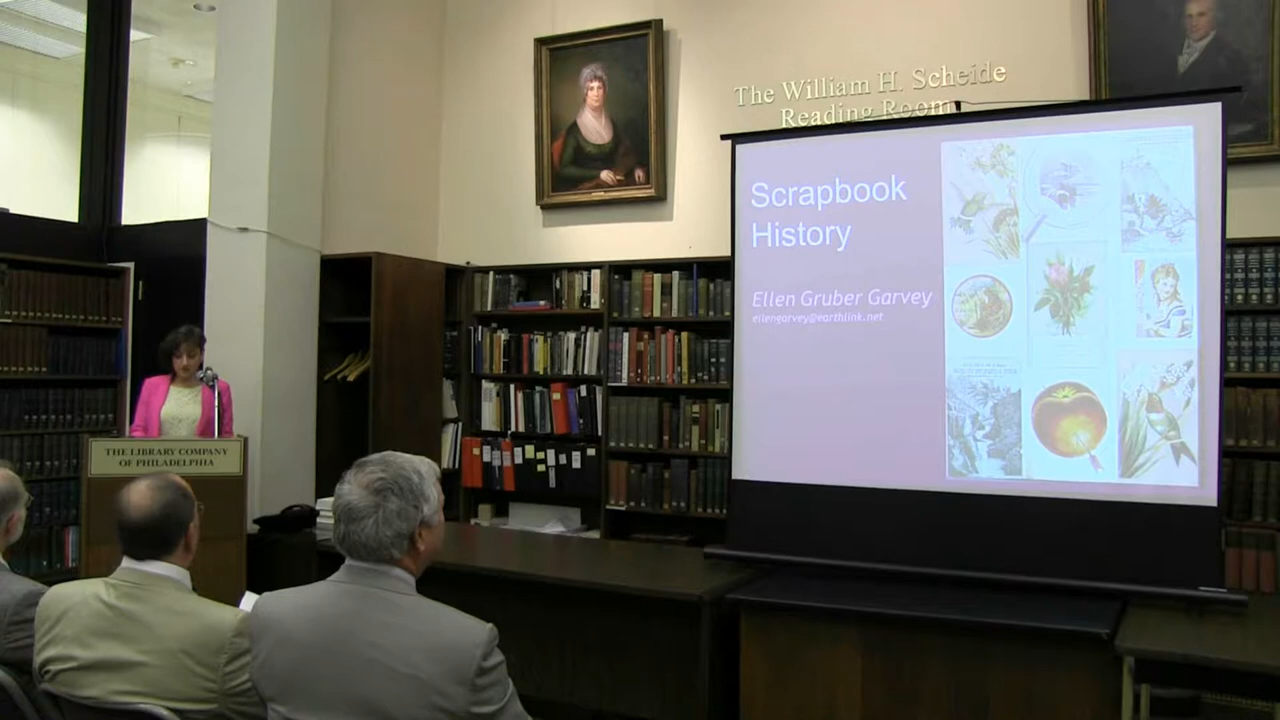 The William H. Scheide
Reading Room
Scrapbook
History
Ellen Gruber Garvey
ellengarvey@earthlink.net
THE LIBRARY COMPANY
OF PHILADELPHIA